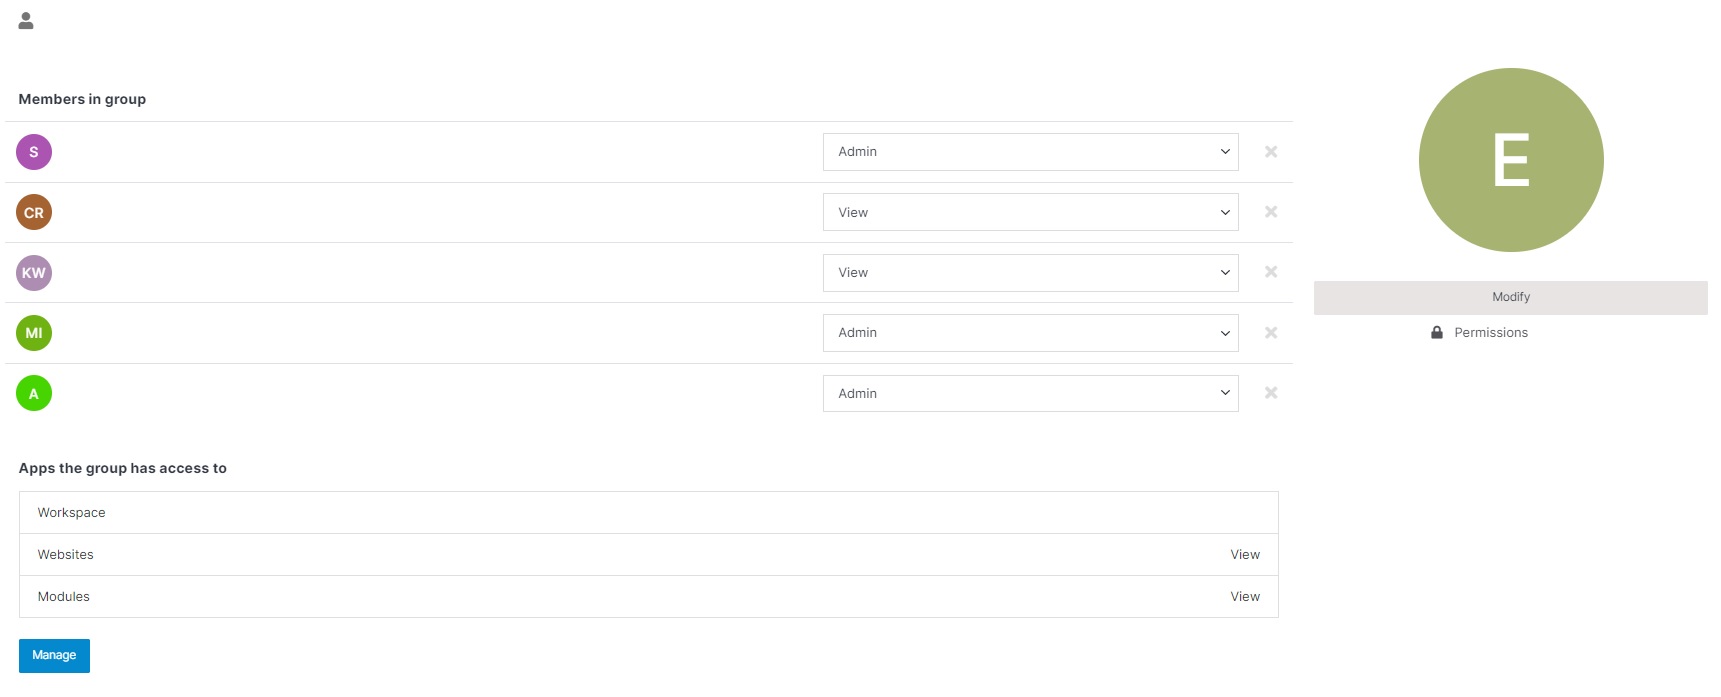 Members in group
S
Admin
CR
View
KW
View
MI
Admin
A
Admin
Apps the group has access to
Workspace
Websites View
Modules View
Manage
E
Modify
Permissions